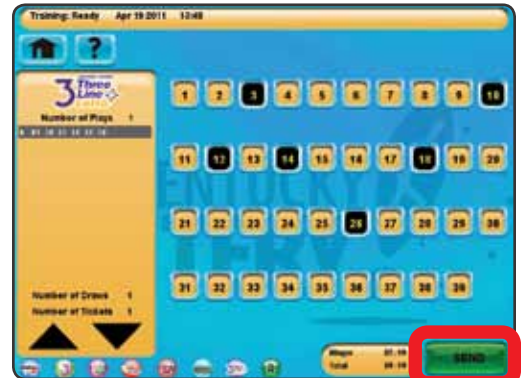 Training: Ready Apr 19 2011 13:48
?
3 Three Line
Number of Plays 1
1 2 3 4 5 6 7 8 9 10
11 12 13 14 15 16 17 18 19 20
KENTUCKY
21 22 23 24 25 26 27 28 29 30
LOTTERY
31 32 33 34 35 36 37 38 39
Number of Draws 1
Number of Tickets 1
Total
SEND